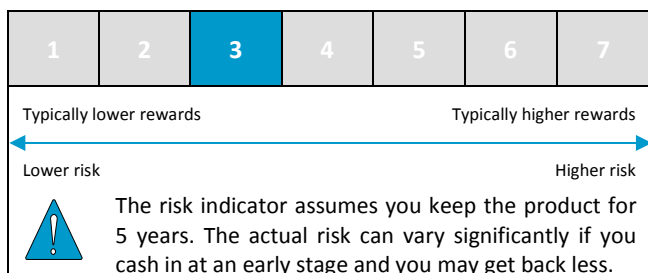 1 2 3 4 5 6 7
Typically lower rewards Typically higher rewards
Lower risk Higher risk
The risk indicator assumes you keep the product for
5 years. The actual risk can vary significantly if you
cash in at an early stage and you may get back less.